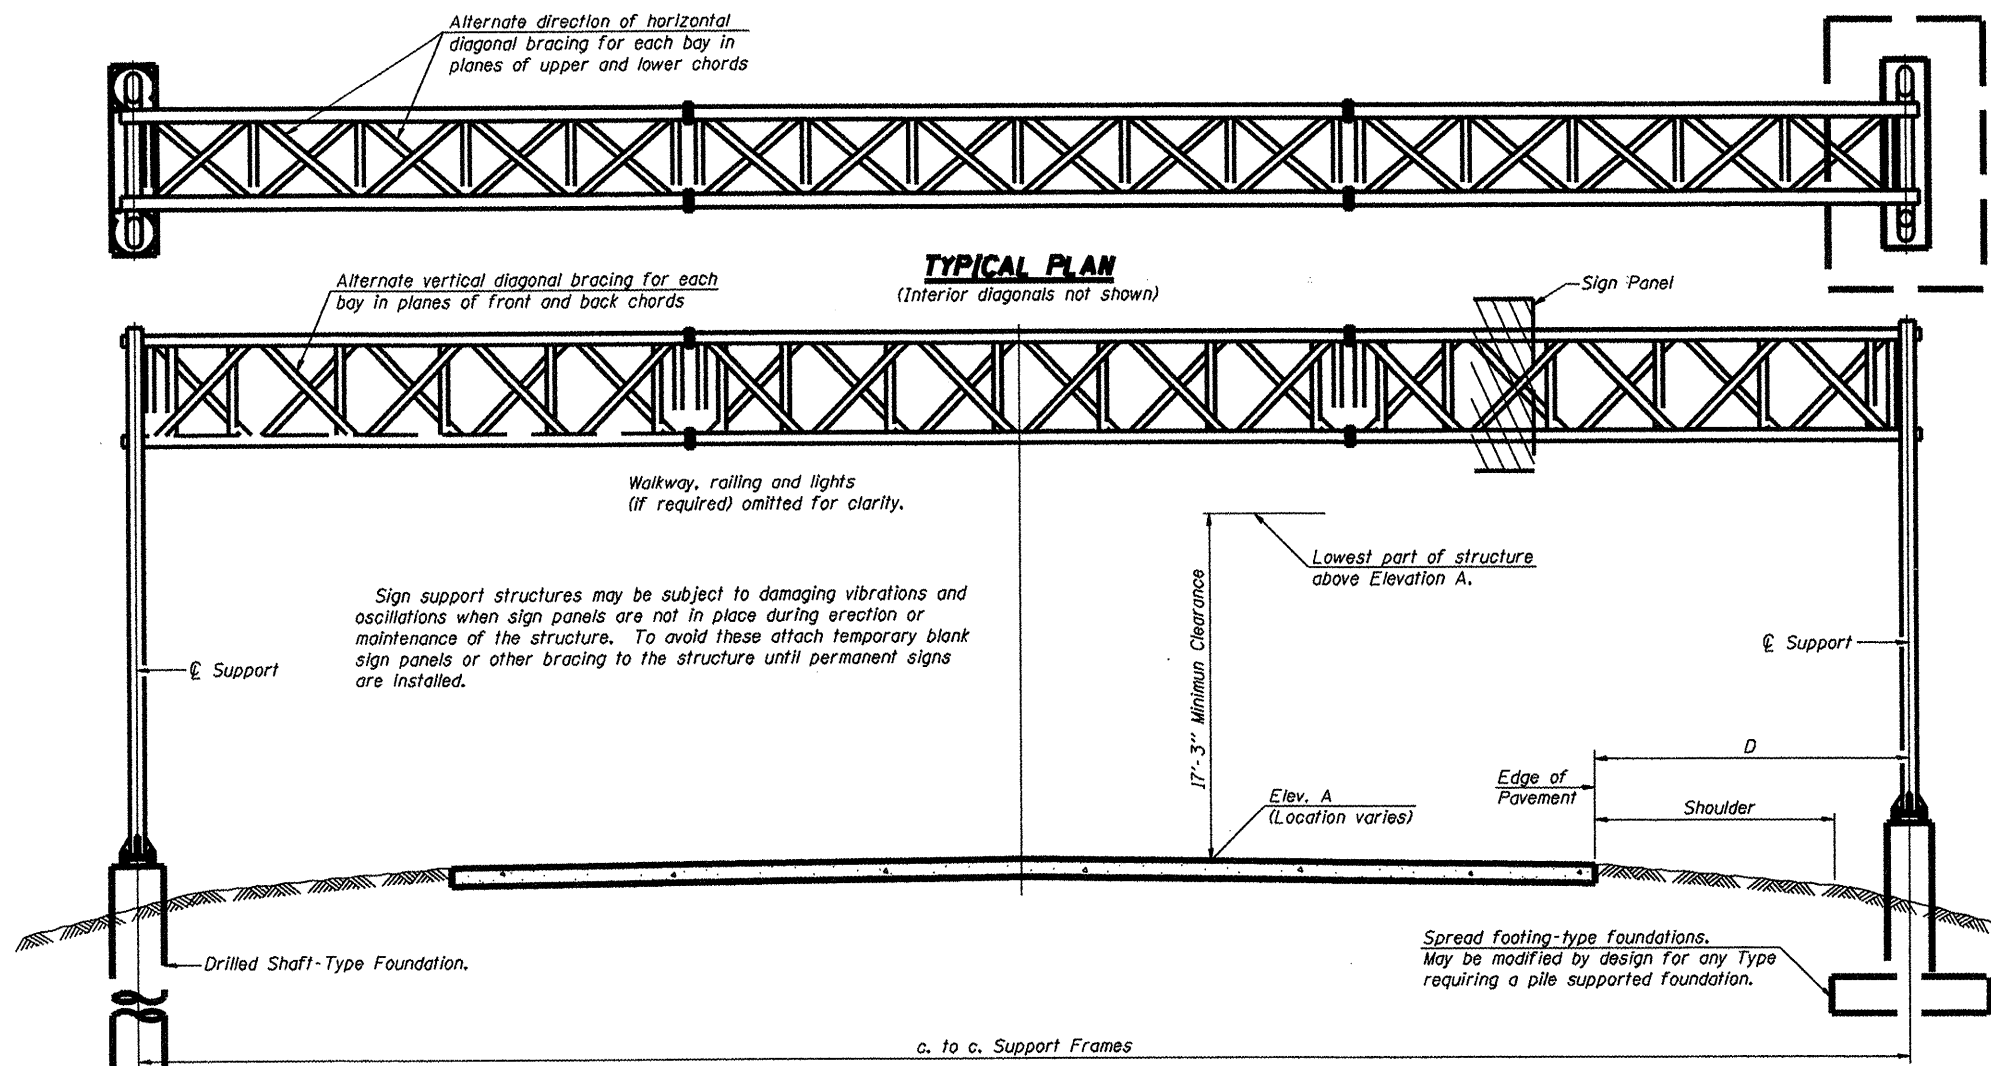 Alternate direction of horizontal
diagonal bracing for each bay in
planes of upper and lower chords
TYPICAL PLAN
(Interior diagonals not shown)
Alternate vertical diagonal bracing for each
bay in planes of front and back chords
Sign Panel
Walkway, railing and lights
(if required) omitted for clarity.
Lowest part of structure
above Elevation A.
17'-3" Minimun Clearance
Sign support structures may be subject to damaging vibrations and
oscillations when sign panels are not in place during erection or
maintenance of the structure. To avoid these attach temporary blank
sign panels or other bracing to the structure until permanent signs
are installed.
℄ Support
℄ Support
D
Edge of
Pavement
Shoulder
Elev. A
(Location varies)
Drilled Shaft-Type Foundation.
Spread footing-type foundations.
May be modified by design for any Type
requiring a pile supported foundation.
c. to c. Support Frames